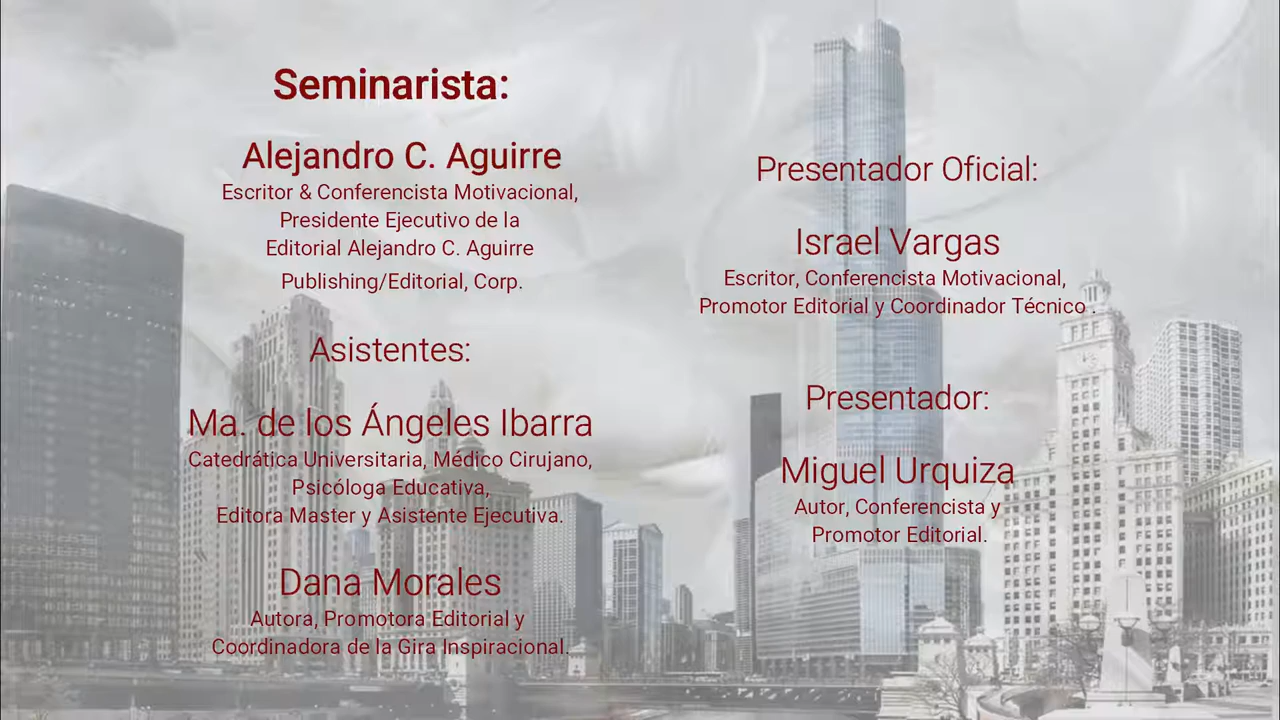 Seminarista:
Alejandro C. Aguirre
Escritor & Conferencista Motivacional,
Presidente Ejecutivo de la
Editorial Alejandro C. Aguirre
Publishing/Editorial, Corp.
Asistentes:
Ma. de los Ángeles Ibarra
Catedrática Universitaria, Médico Cirujano,
Psicóloga Educativa,
Editora Master y Asistente Ejecutiva.
Dana Morales
Autora, Promotora Editorial y
Coordinadora de la Gira Inspiracional.
Presentador Oficial:
Israel Vargas
Escritor, Conferencista Motivacional,
Promotor Editorial y Coordinador Técnico .
Presentador:
Miguel Urquiza
Autor, Conferencista y
Promotor Editorial.